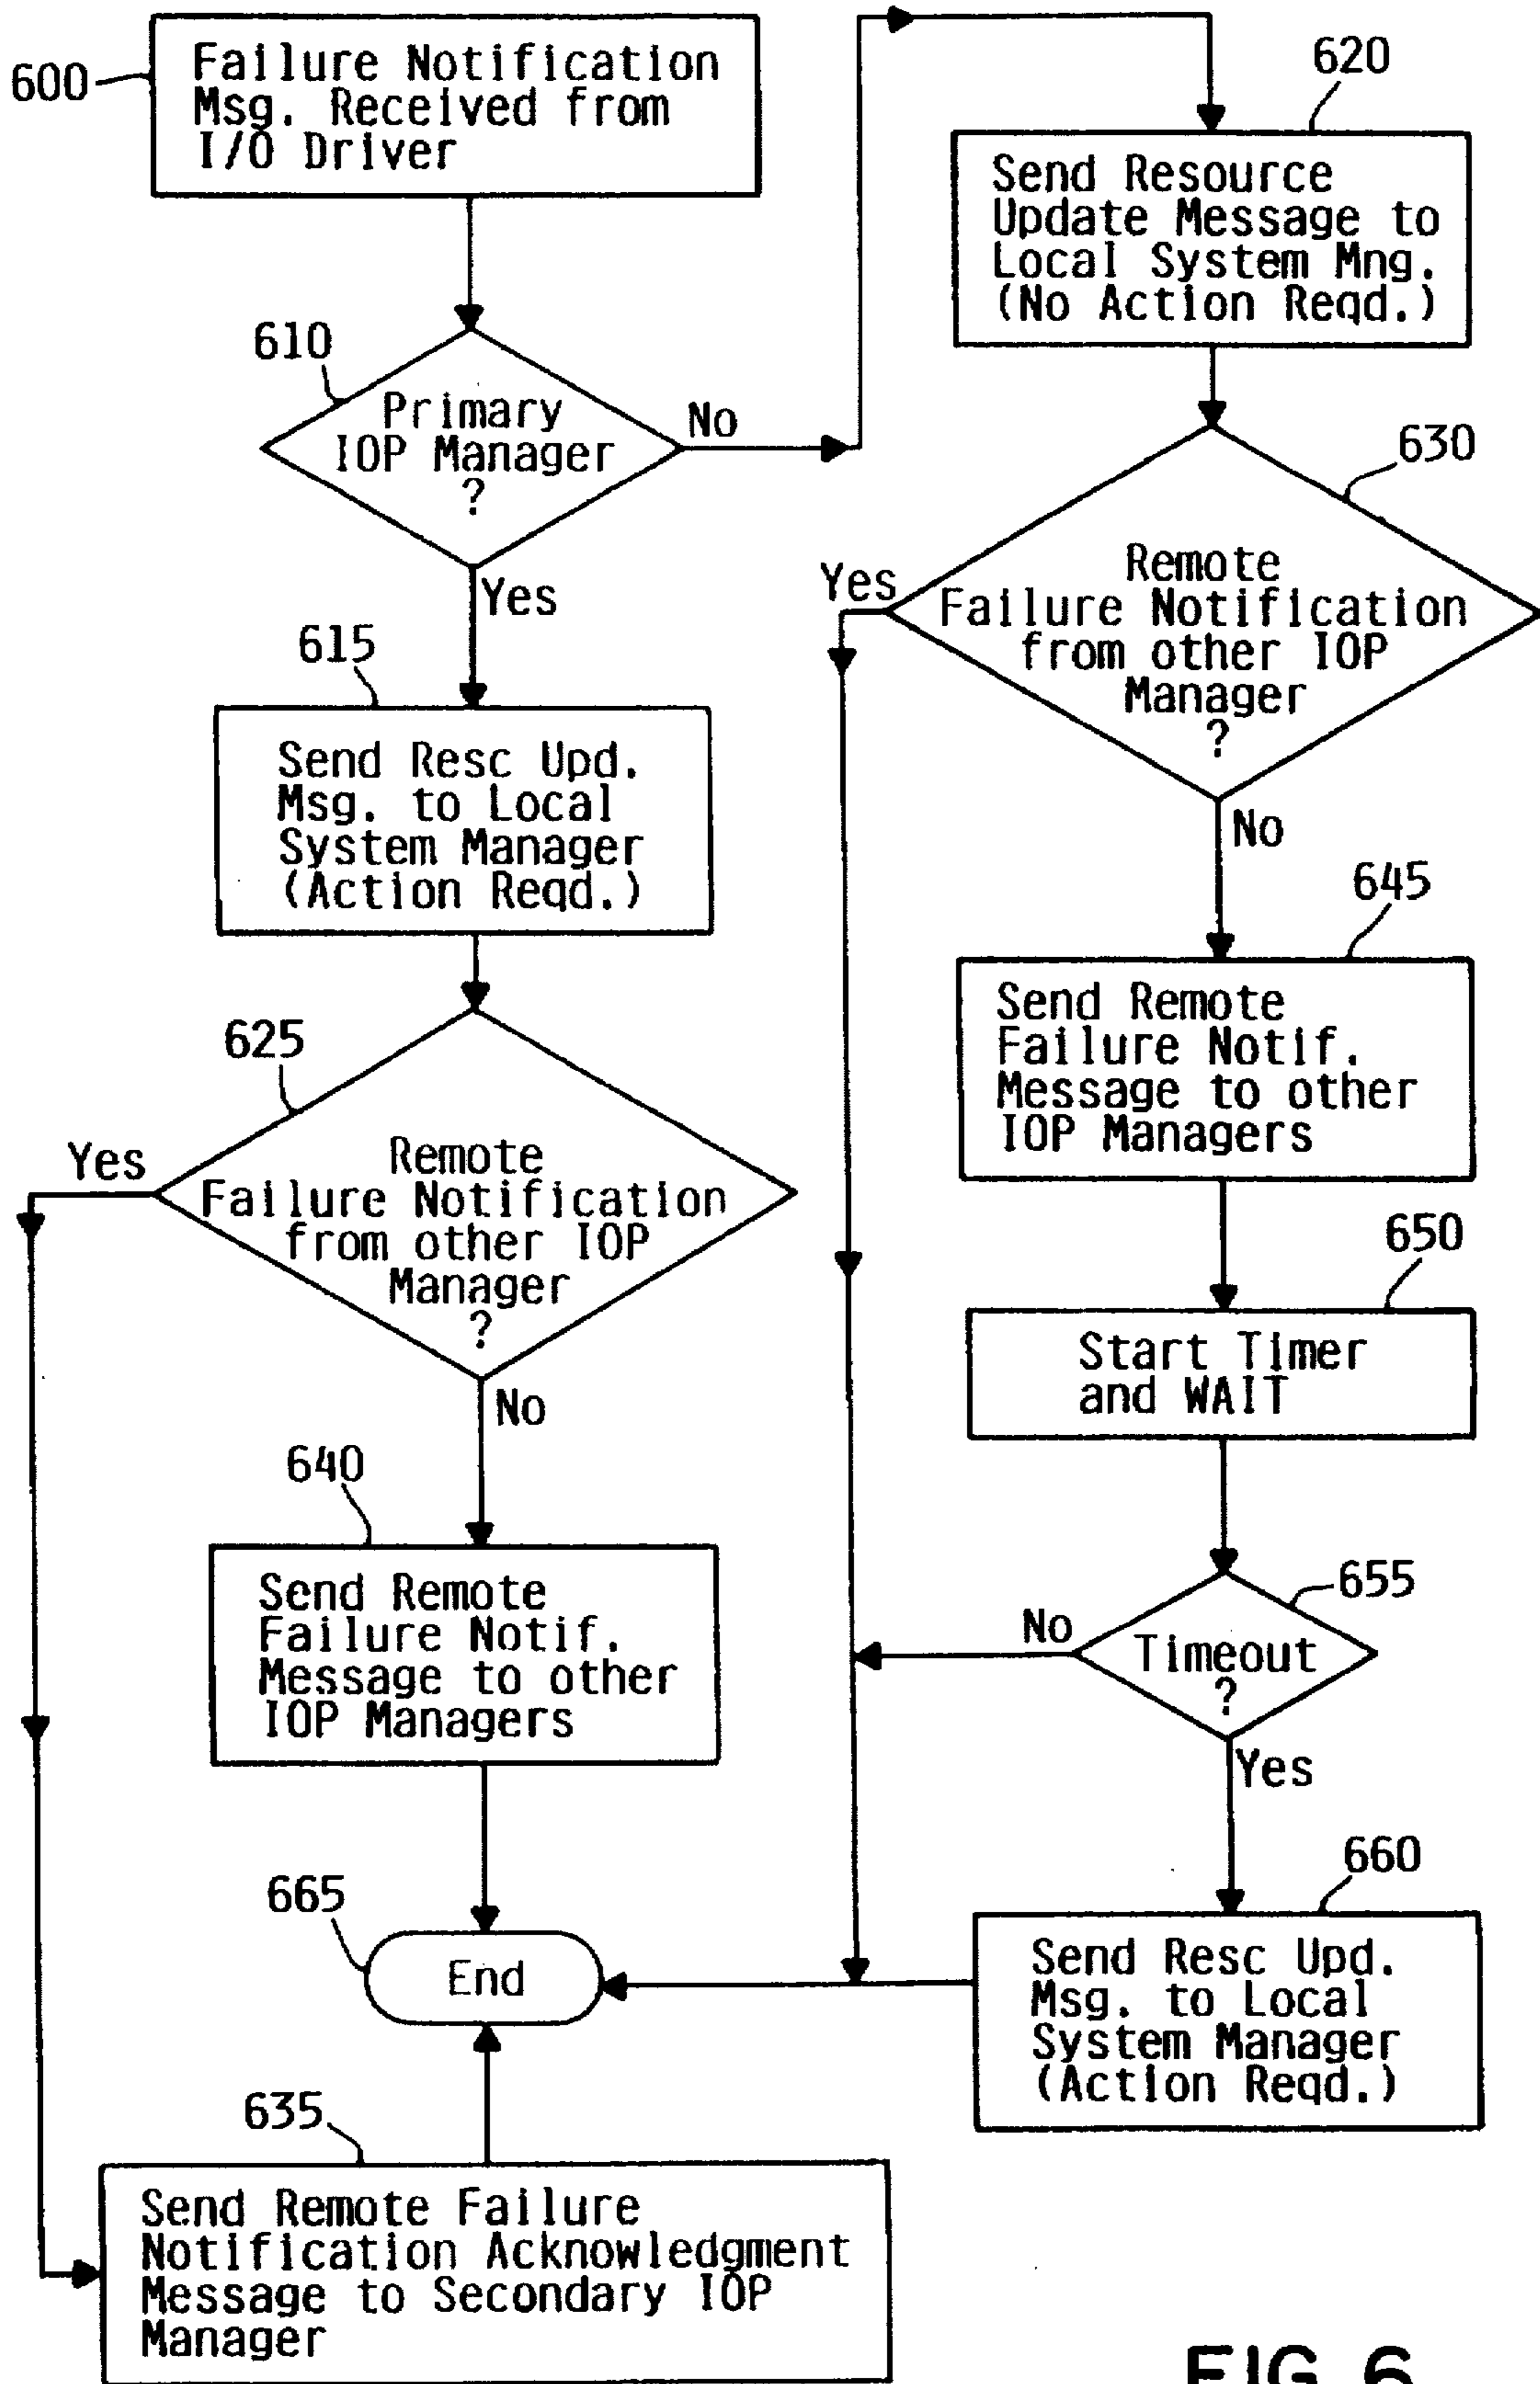 600
Failure Notification
Msg. Received from
I/O Driver
610
Primary
IOP Manager
?
No
Yes
615
Send Resc Upd.
Msg. to Local
System Manager
(Action Reqd.)
625
Remote
Failure Notification
from other IOP
Manager
?
Yes
No
640
Send Remote
Failure Notif.
Message to other
IOP Managers
665
End
635
Send Remote Failure
Notification Acknowledgment
Message to Secondary IOP
Manager
620
Send Resource
Update Message to
Local System Mng.
(No Action Reqd.)
630
Remote
Failure Notification
from other IOP
Manager
?
Yes
No
645
Send Remote
Failure Notif.
Message to other
IOP Managers
650
Start Timer
and WAIT
655
Timeout
?
No
Yes
660
Send Resc Upd.
Msg. to Local
System Manager
(Action Reqd.)
FIG. 6